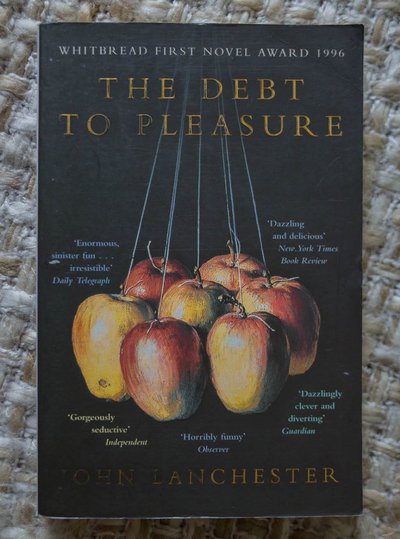 WHITBREAD FIRST NOVEL AWARD 1996
THE DEBT
TO PLEASURE
'Enormous,
sinister fun . . .
irresistible'
Daily Telegraph
'Dazzling
and delicious'
New York Times
Book Review
'Gorgeously
seductive'
Independent
'Horribly funny'
Observer
'Dazzlingly
clever and
diverting'
Guardian
JOHN LANCHESTER